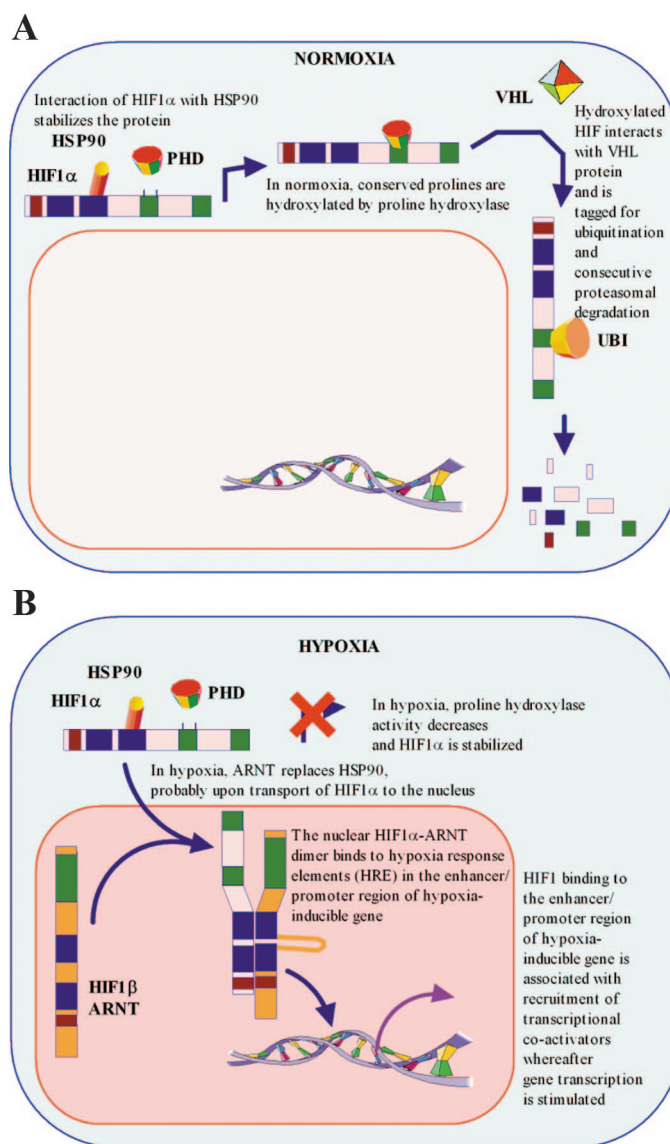 A
NORMOXIA
Interaction of HIF1α with HSP90
stabilizes the protein
HSP90
HIF1α
PHD
In normoxia, conserved prolines are
hydroxylated by proline hydroxylase
VHL
Hydroxylated
HIF interacts
with VHL
protein
and is
tagged for
ubiquitination
and
consecutive
proteasomal
degradation
UBI
B
HYPOXIA
HSP90
HIF1α
PHD
In hypoxia, proline hydroxylase
activity decreases
and HIF1α is stabilized
In hypoxia, ARNT replaces HSP90,
probably upon transport of HIF1α to the nucleus
The nuclear HIF1α-ARNT
dimer binds to hypoxia response
elements (HRE) in the enhancer/
promoter region of hypoxia-
inducible gene
HIF1β
ARNT
HIF1 binding to
the enhancer/
promoter region
of hypoxia-
inducible gene is
associated with
recruitment of
transcriptional
co-activators
whereafter
gene transcription
is stimulated